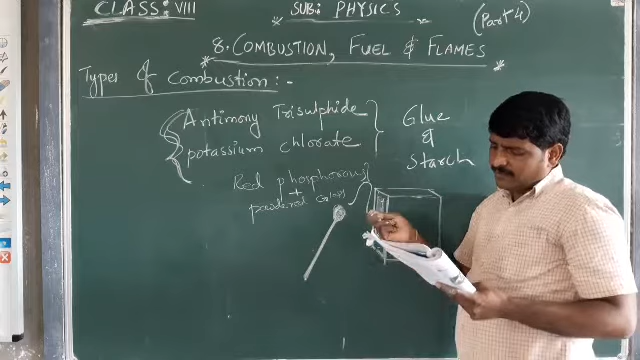 CLASS: VIII
SUB: PHYSICS
(Part 4)
8. COMBUSTION, FUEL & FLAMES
Types of Combustion:-
Antimony Trisulphide
potassium chlorate
Glue
&
Starch
Red phosphorous
+
powdered Glass